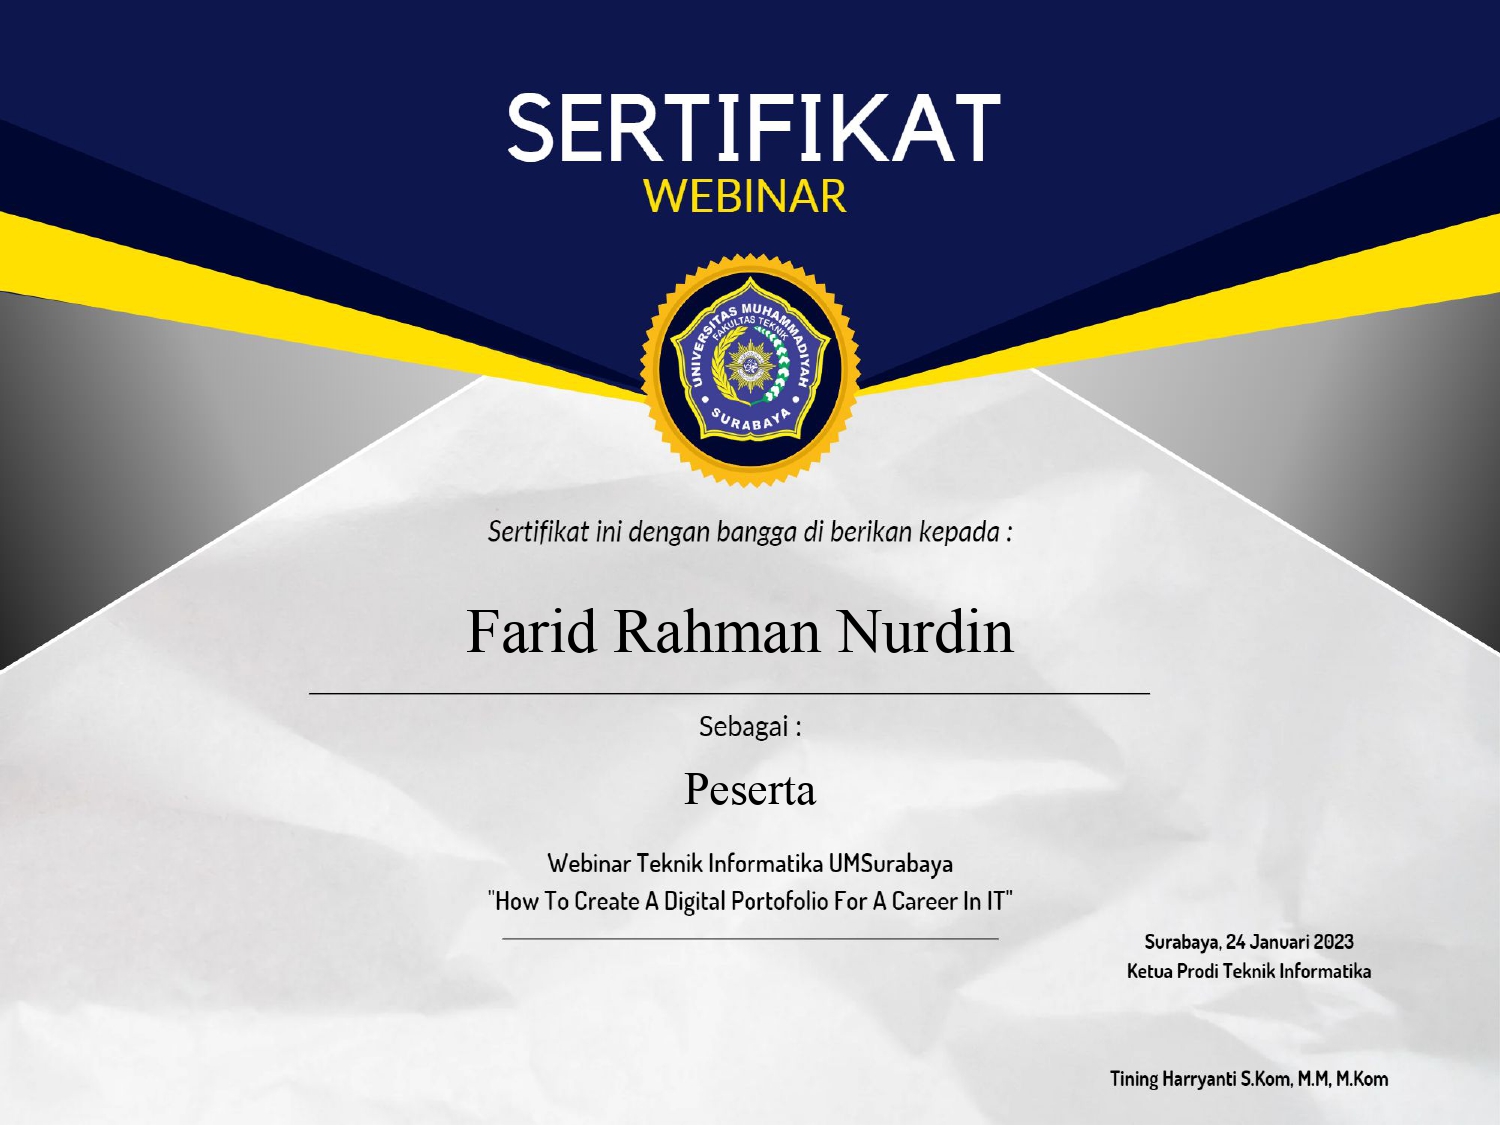 SERTIFIKAT
WEBINAR
UNIVERSITAS MUHAMMADIYAH
FAKULTAS TEKNIK
SURABAYA
Sertifikat ini dengan bangga di berikan kepada :
Farid Rahman Nurdin
Sebagai :
Peserta
Webinar Teknik Informatika UMSurabaya
"How To Create A Digital Portofolio For A Career In IT"
Surabaya, 24 Januari 2023
Ketua Prodi Teknik Informatika
Tining Harryanti S.Kom, M.M, M.Kom